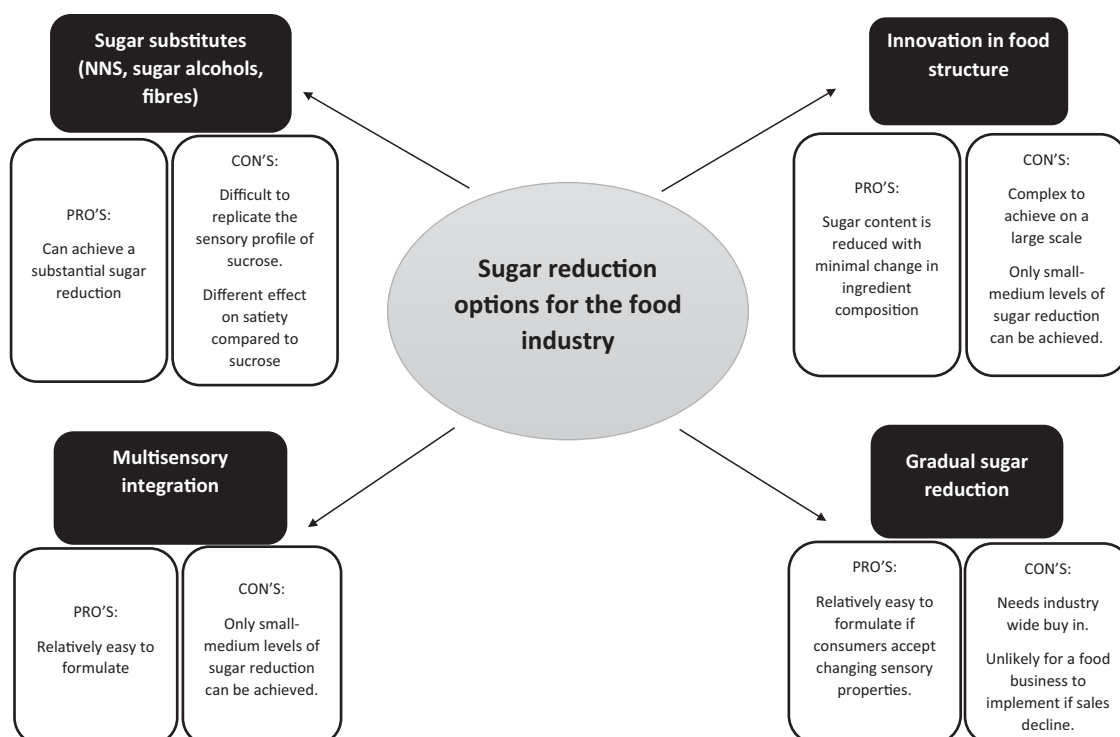 Sugar substitutes
(NNS, sugar alcohols,
fibres)
PRO’S:
Can achieve a
substantial sugar
reduction
CON’S:
Difficult to
replicate the
sensory profile of
sucrose.
Different effect
on satiety
compared to
sucrose
Innovation in food
structure
PRO’S:
Sugar content is
reduced with
minimal change in
ingredient
composition
CON’S:
Complex to
achieve on a
large scale
Only small-
medium levels of
sugar reduction
can be achieved.
Sugar reduction
options for the food
industry
Multisensory
integration
PRO’S:
Relatively easy to
formulate
CON’S:
Only small-
medium levels of
sugar reduction
can be achieved.
Gradual sugar
reduction
PRO’S:
Relatively easy to
formulate if
consumers accept
changing sensory
properties.
CON’S:
Needs industry
wide buy in.
Unlikely for a food
business to
implement if sales
decline.